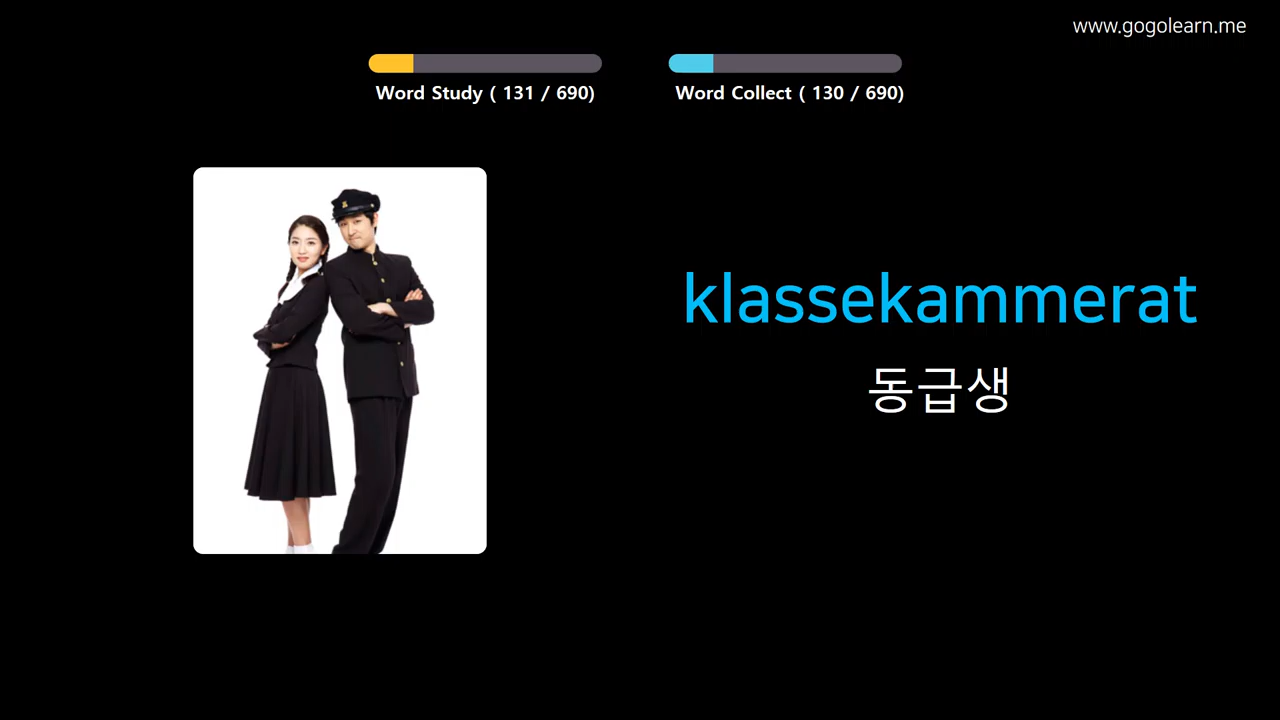 www.gogolearn.me
Word Study ( 131 / 690)
Word Collect ( 130 / 690)
klassekammerat
동급생